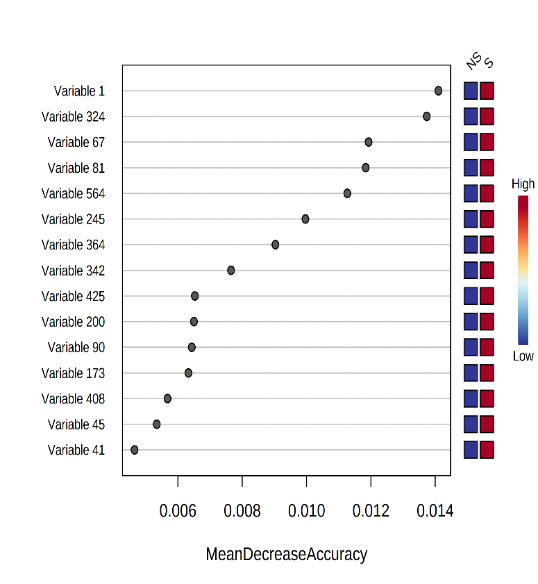 NS S
Variable 1
Variable 324
Variable 67
Variable 81
Variable 564
Variable 245
Variable 364
Variable 342
Variable 425
Variable 200
Variable 90
Variable 173
Variable 408
Variable 45
Variable 41
High
Low
0.006 0.008 0.010 0.012 0.014
MeanDecreaseAccuracy